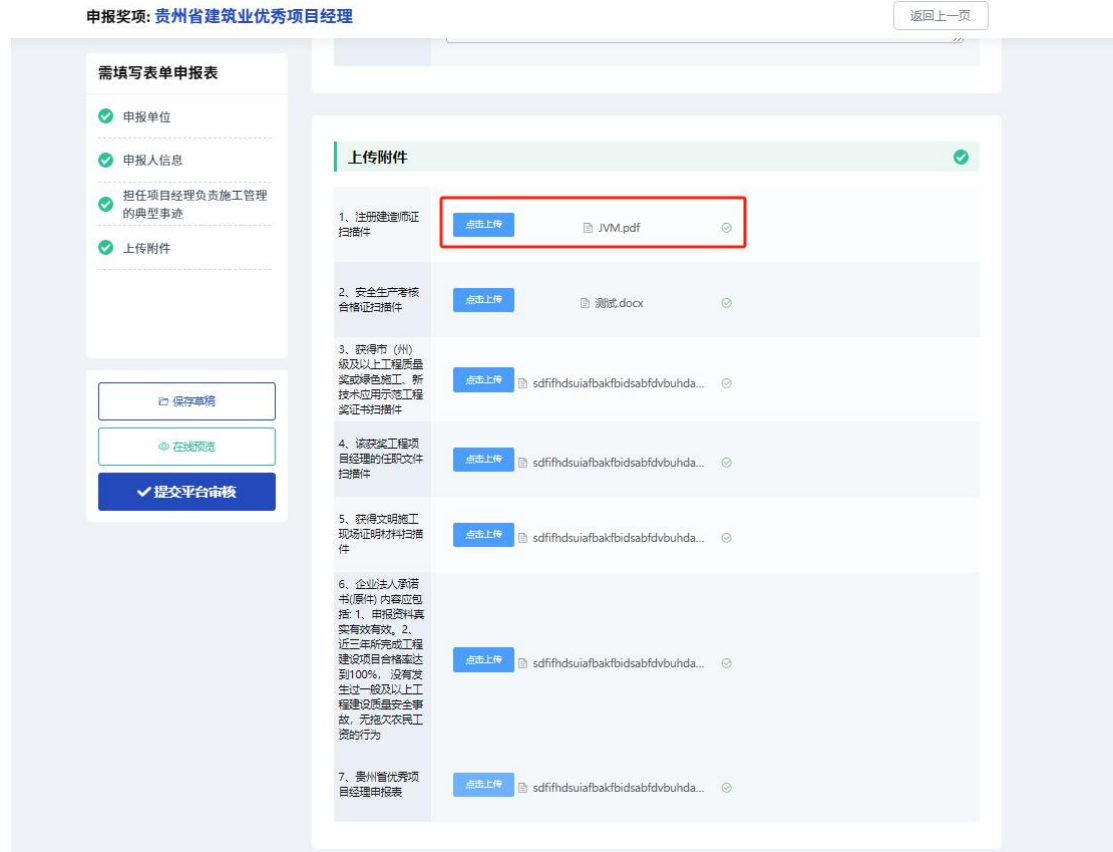 申报奖项: 贵州省建筑业优秀项目经理
返回上一页
需填写表单申报表
申报单位
申报人信息
担任项目经理负责施工管理
的典型事迹
上传附件
保存草稿
在线预览
提交平台审核
上传附件
1、注册建造师证
扫描件
点击上传
JVM.pdf
2、安全生产考核
合格证扫描件
点击上传
测试.docx
3、获得市（州）
级及以上工程质量
奖或绿色施工、新
技术应用示范工程
奖证书扫描件
点击上传
sdfifhdsuiafbakfbidsabfdvbuhda...
4、该获奖工程项
目经理的任职文件
扫描件
点击上传
sdfifhdsuiafbakfbidsabfdvbuhda...
5、获得文明施工
现场证明材料扫描
件
点击上传
sdfifhdsuiafbakfbidsabfdvbuhda...
6、企业法人承诺
书(原件) 内容应包
括: 1、申报资料真
实有效有效。2、
近三年所完成工程
建设项目合格率达
到100%，没有发
生过一般及以上工
程建设质量安全事
故，无拖欠农民工
资的行为
点击上传
sdfifhdsuiafbakfbidsabfdvbuhda...
7、贵州省优秀项
目经理申报表
点击上传
sdfifhdsuiafbakfbidsabfdvbuhda...